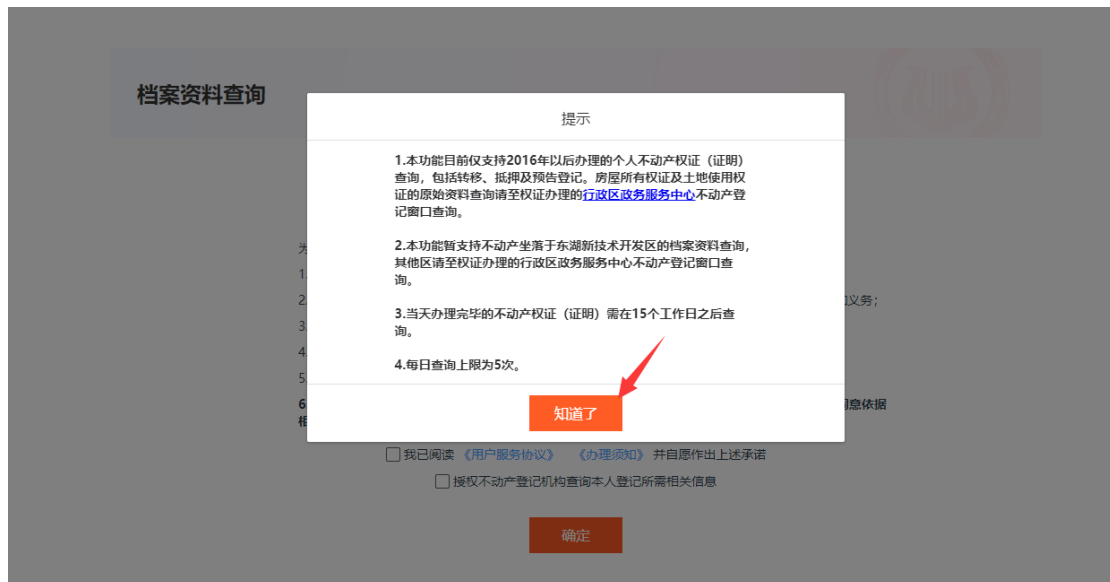 档案资料查询
提示
1.本功能目前仅支持2016年以后办理的个人不动产权证（证明）
查询，包括转移、抵押及预告登记。房屋所有权证及土地使用权
证的原始资料查询请至权证办理的行政区政务服务中心不动产登
记窗口查询。
2.本功能暂支持不动产坐落于东湖新技术开发区的档案资料查询，
其他区请至权证办理的行政区政务服务中心不动产登记窗口查
询。
3.当天办理完毕的不动产权证（证明）需在15个工作日之后查
询。
4.每日查询上限为5次。
知道了
为
1.
2.
义务；
3.
4.
5.
6
意依据
相
我已阅读《用户服务协议》 《办理须知》 并自愿作出上述承诺
授权不动产登记机构查询本人登记所需相关信息
确定